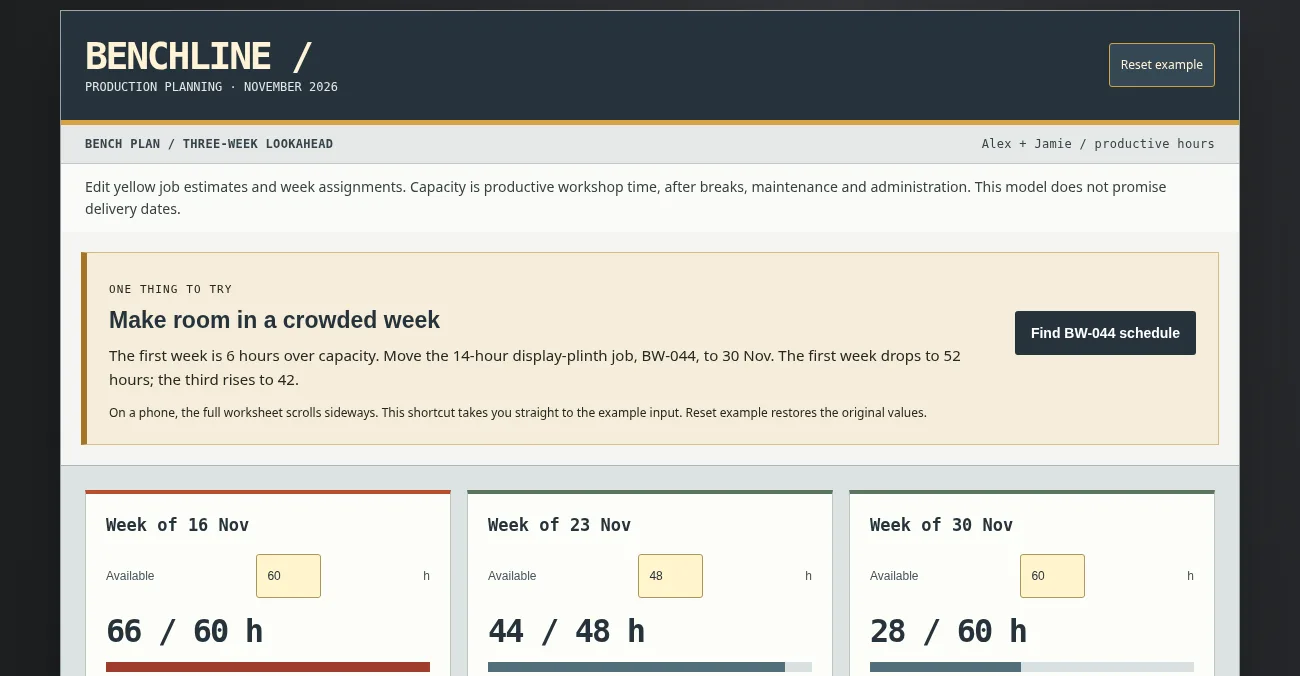 BENCHLINE /
PRODUCTION PLANNING · NOVEMBER 2026
Reset example
BENCH PLAN / THREE-WEEK LOOKAHEAD
Alex + Jamie / productive hours
Edit yellow job estimates and week assignments. Capacity is productive workshop time, after breaks, maintenance and administration. This model does not promise
delivery dates.
ONE THING TO TRY
Make room in a crowded week
The first week is 6 hours over capacity. Move the 14-hour display-plinth job, BW-044, to 30 Nov. The first week drops to 52
hours; the third rises to 42.
On a phone, the full worksheet scrolls sideways. This shortcut takes you straight to the example input. Reset example restores the original values.
Find BW-044 schedule
Week of 16 Nov
Available 60 h
66 / 60 h
Week of 23 Nov
Available 48 h
44 / 48 h
Week of 30 Nov
Available 60 h
28 / 60 h